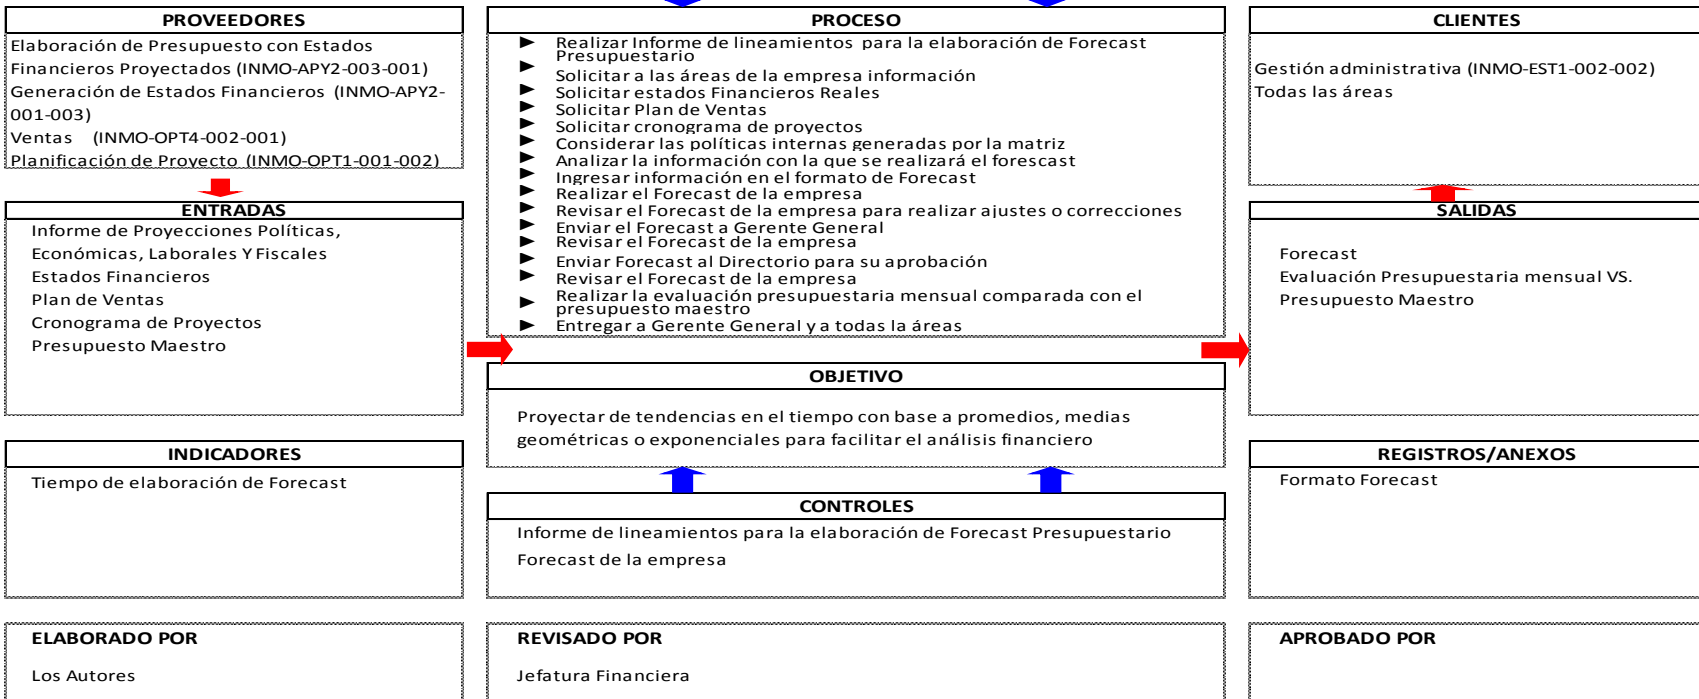 PROVEEDORES
Elaboración de Presupuesto con Estados
Financieros Proyectados (INMO-APY2-003-001)
Generación de Estados Financieros (INMO-APY2-
001-003)
Ventas (INMO-OPT4-002-001)
Planificación de Proyecto (INMO-OPT1-001-002)
PROCESO
► Realizar Informe de lineamientos para la elaboración de Forecast
Presupuestario
► Solicitar a las áreas de la empresa información
► Solicitar estados Financieros Reales
► Solicitar Plan de Ventas
► Solicitar cronograma de proyectos
► Considerar las políticas internas generadas por la matriz
► Analizar la información con la que se realizará el forescast
► Ingresar información en el formato de Forecast
► Realizar el Forecast de la empresa
► Revisar el Forecast de la empresa para realizar ajustes o correcciones
► Enviar el Forecast a Gerente General
► Revisar el Forecast de la empresa
► Enviar Forecast al Directorio para su aprobación
► Revisar el Forecast de la empresa
► Realizar la evaluación presupuestaria mensual comparada con el
presupuesto maestro
► Entregar a Gerente General y a todas la áreas
CLIENTES
Gestión administrativa (INMO-EST1-002-002)
Todas las áreas
ENTRADAS
Informe de Proyecciones Políticas,
Económicas, Laborales Y Fiscales
Estados Financieros
Plan de Ventas
Cronograma de Proyectos
Presupuesto Maestro
SALIDAS
Forecast
Evaluación Presupuestaria mensual VS.
Presupuesto Maestro
OBJETIVO
Proyectar de tendencias en el tiempo con base a promedios, medias
geométricas o exponenciales para facilitar el análisis financiero
INDICADORES
Tiempo de elaboración de Forecast
CONTROLES
Informe de lineamientos para la elaboración de Forecast Presupuestario
Forecast de la empresa
REGISTROS/ANEXOS
Formato Forecast
ELABORADO POR
Los Autores
REVISADO POR
Jefatura Financiera
APROBADO POR